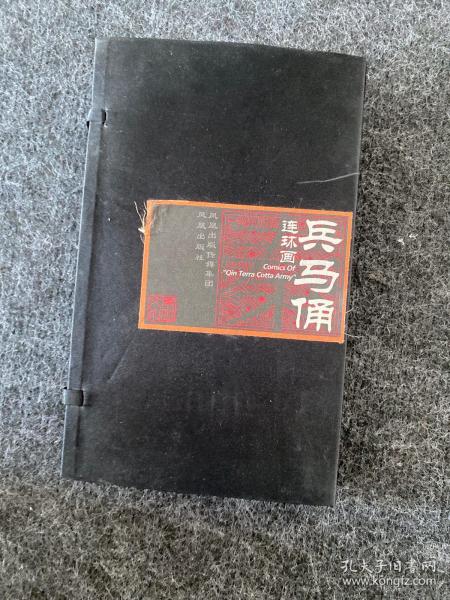 兵马俑
连环画
Comics Of
"Qin Terra Cotta Army"
凤凰出版传媒集团
凤凰出版社
孔夫子旧书网
www.kongfz.com